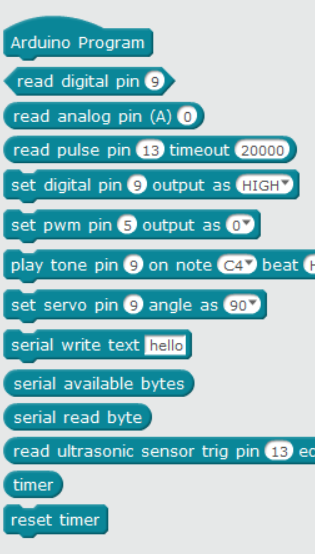 Arduino Program
read digital pin 9
read analog pin (A) 0
read pulse pin 13 timeout 20000
set digital pin 9 output as HIGH
set pwm pin 5 output as 0
play tone pin 9 on note C4 beat
set servo pin 9 angle as 90
serial write text hello
serial available bytes
serial read byte
read ultrasonic sensor trig pin 13
timer
reset timer